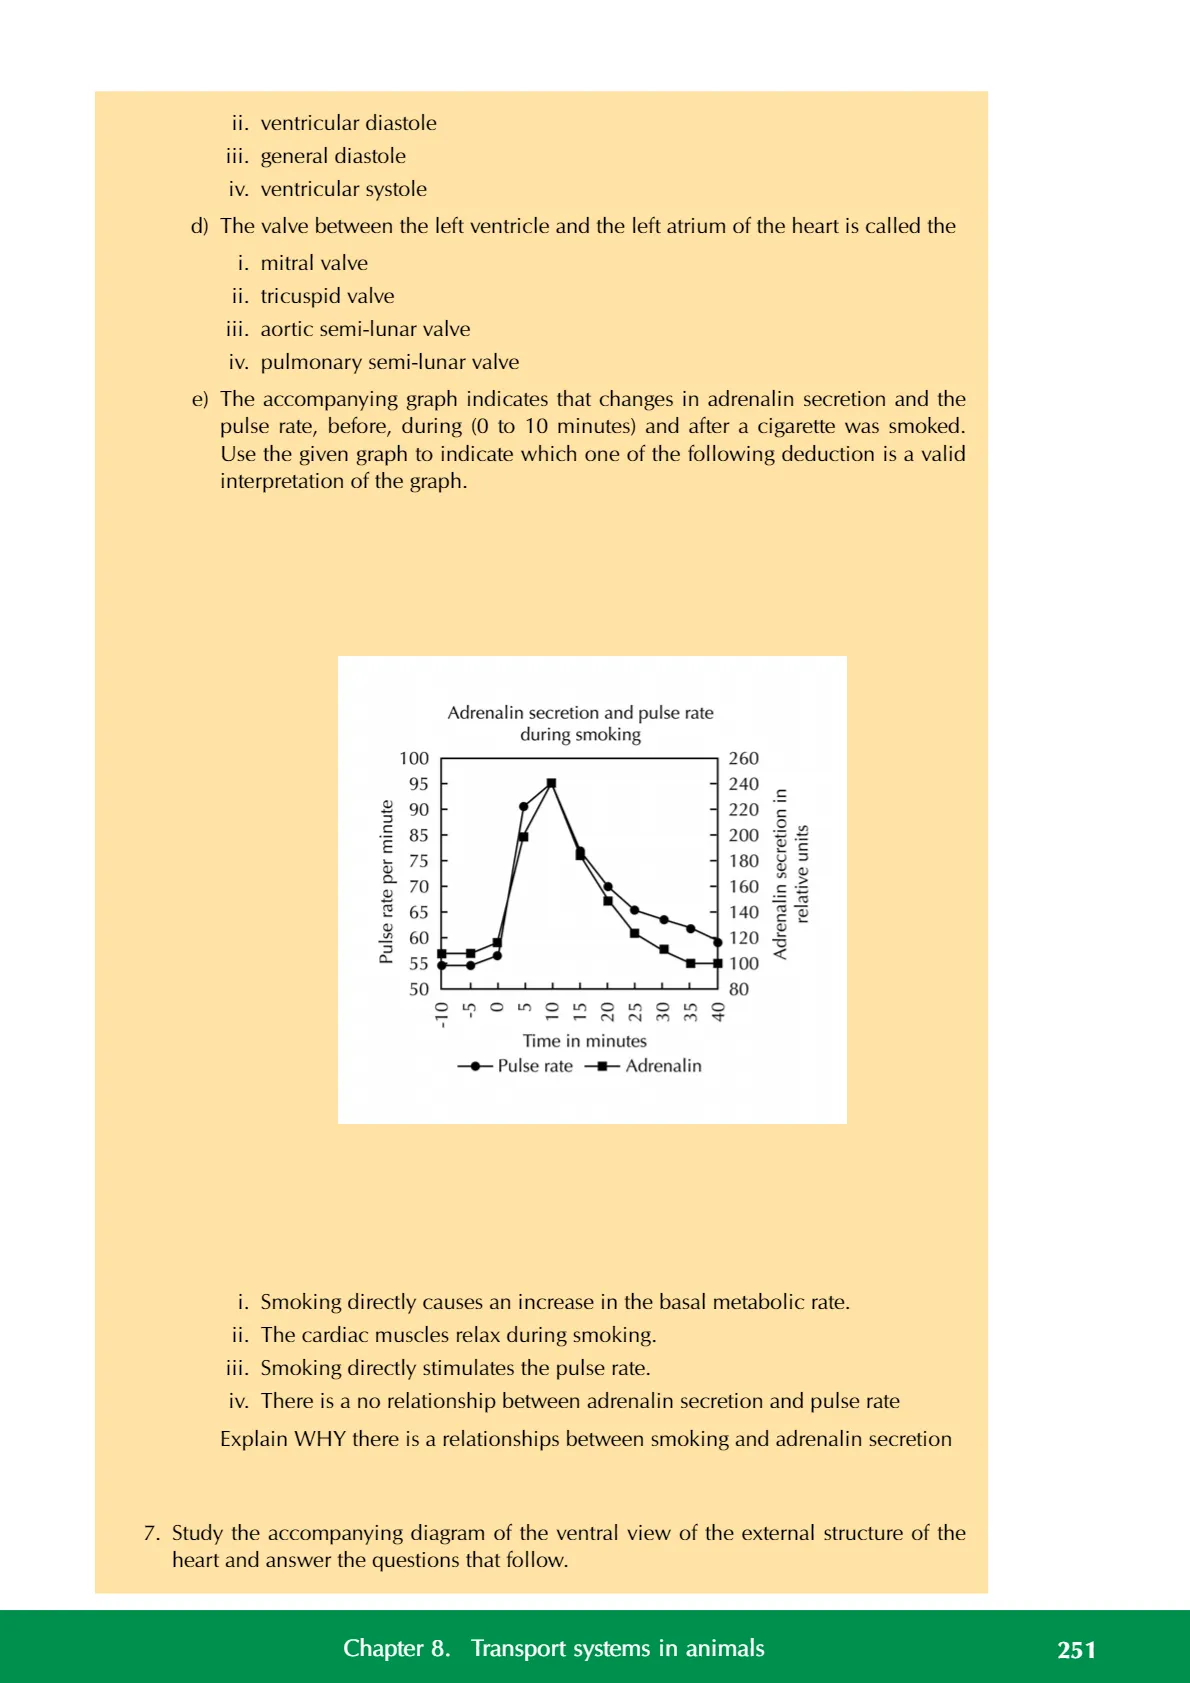 ii. ventricular diastole
iii. general diastole
iv. ventricular systole
d) The valve between the left ventricle and the left atrium of the heart is called the
i. mitral valve
ii. tricuspid valve
iii. aortic semi-lunar valve
iv. pulmonary semi-lunar valve
e) The accompanying graph indicates that changes in adrenalin secretion and the
pulse rate, before, during (0 to 10 minutes) and after a cigarette was smoked.
Use the given graph to indicate which one of the following deduction is a valid
interpretation of the graph.
Adrenalin secretion and pulse rate
during smoking
Pulse rate per minute
100
95
90
85
75
70
65
60
55
50
260
240
220
200
180
160
140
120
100
80
Adrenalin secretion in
relative units
-10 -5 0 5 10 15 20 25 30 35 40
Time in minutes
Pulse rate Adrenalin
i. Smoking directly causes an increase in the basal metabolic rate.
ii. The cardiac muscles relax during smoking.
iii. Smoking directly stimulates the pulse rate.
iv. There is a no relationship between adrenalin secretion and pulse rate
Explain WHY there is a relationships between smoking and adrenalin secretion
7. Study the accompanying diagram of the ventral view of the external structure of the
heart and answer the questions that follow.
Chapter 8. Transport systems in animals 251